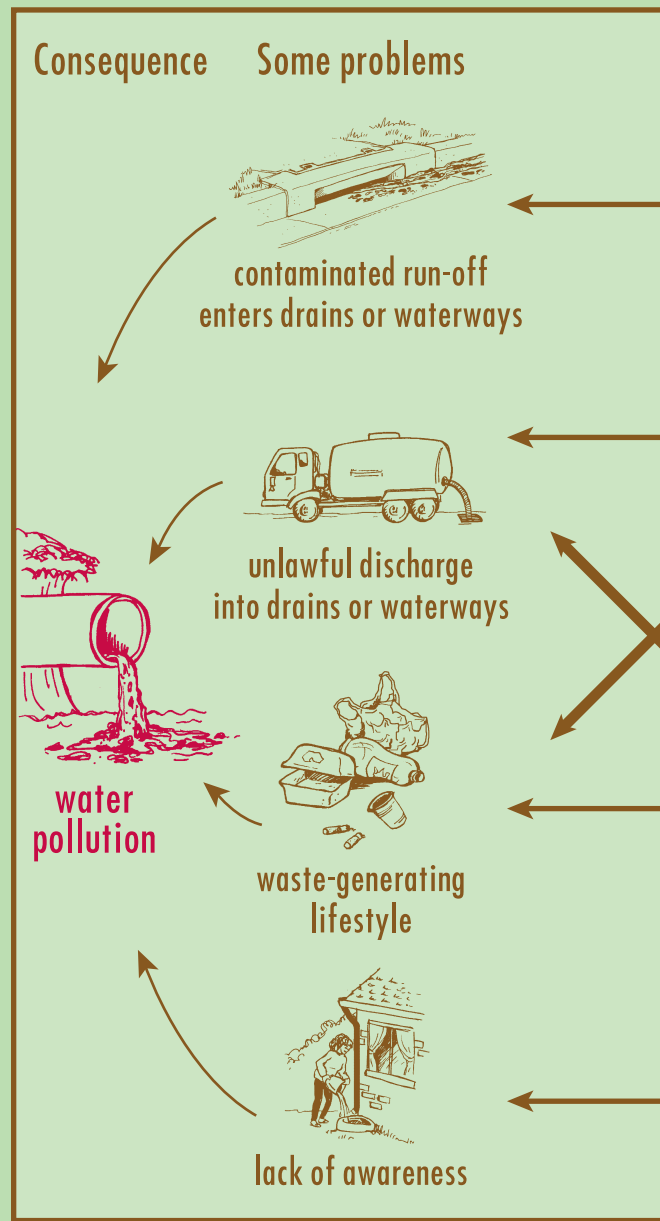 Consequence
Some problems
contaminated run-off
enters drains or waterways
unlawful discharge
into drains or waterways
water
pollution
waste-generating
lifestyle
lack of awareness